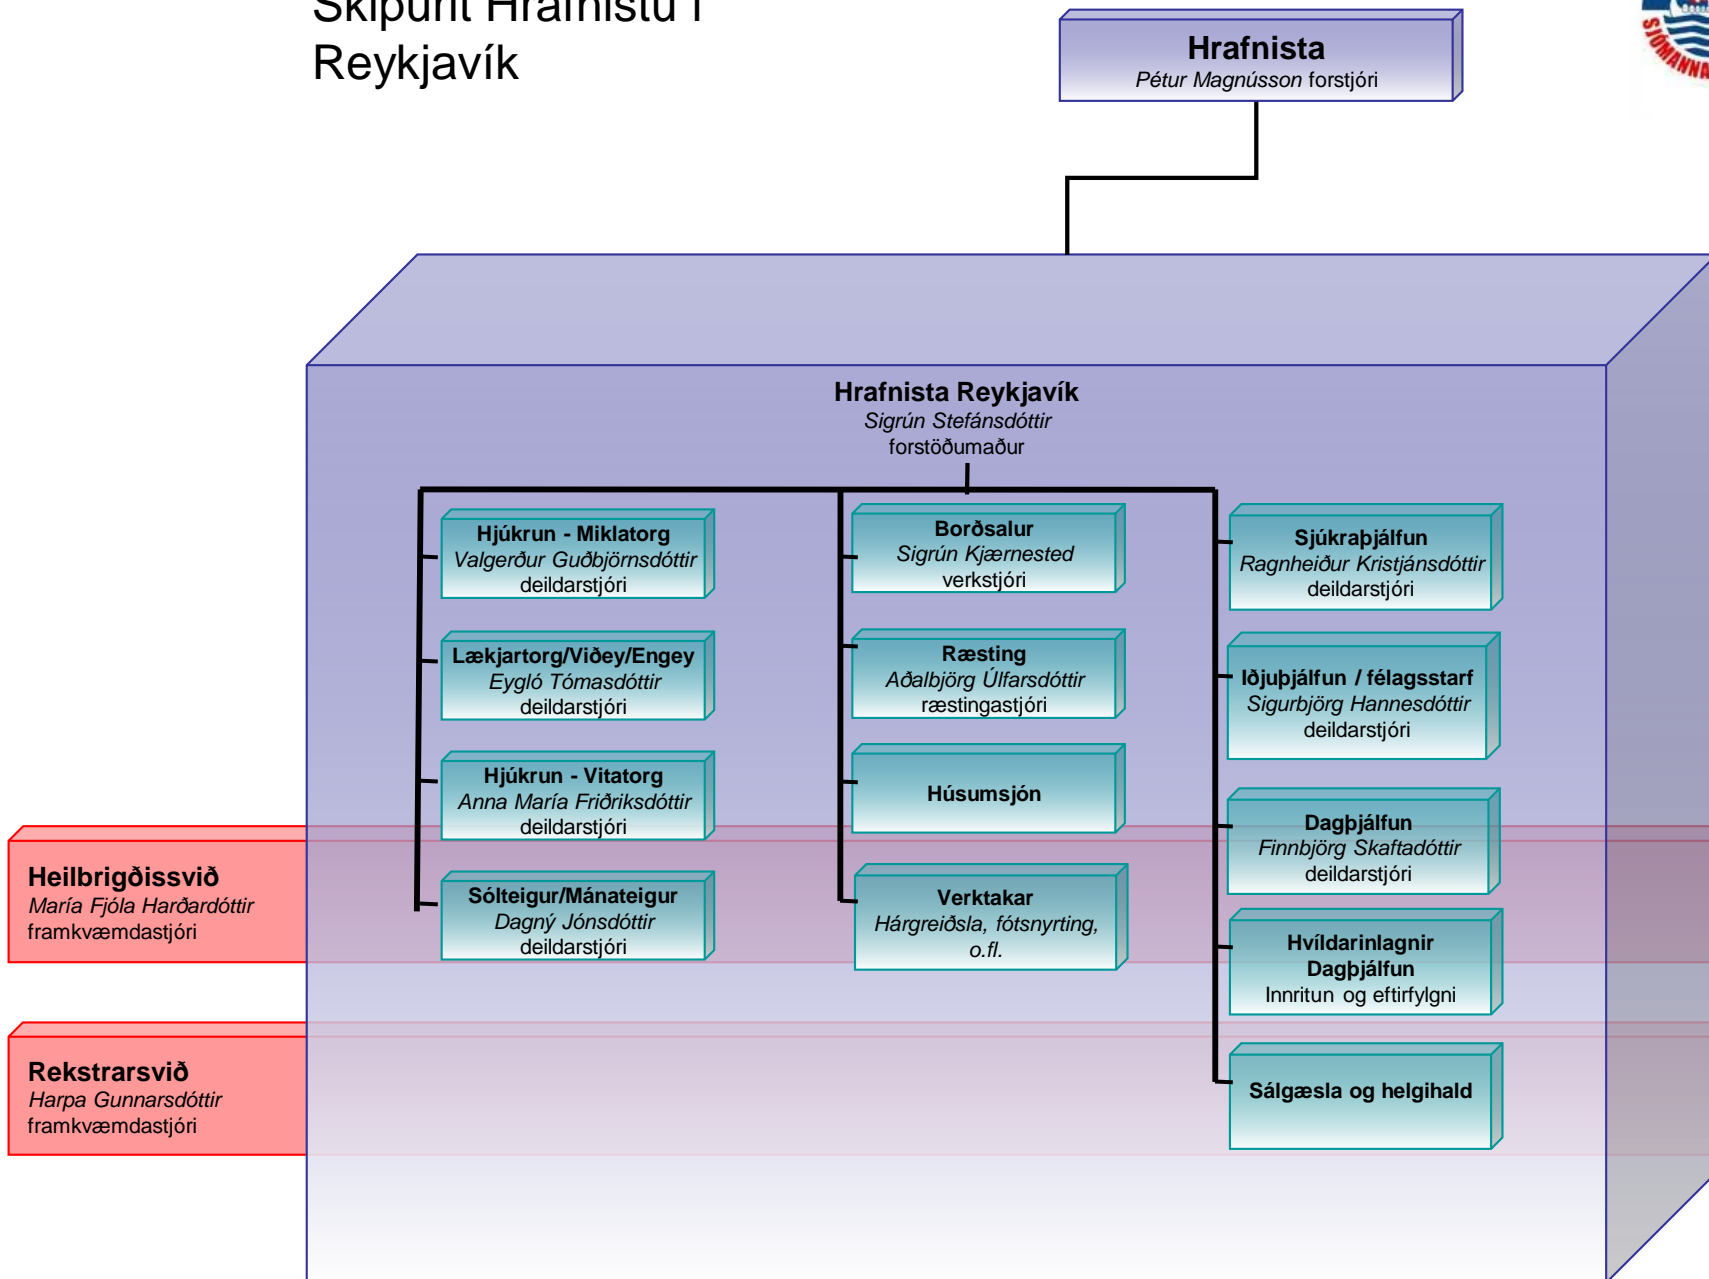 Skipurit Hrafnistu í
Reykjavík
Hrafnista
Pétur Magnússon forstjóri
Hrafnista Reykjavík
Sigrún Stefánsdóttir
forstöðumaður
Hjúkrun - Miklatorg
Valgerður Guðbjörnsdóttir
deildarstjóri
Lækjartorg/Viðey/Engey
Eygló Tómasdóttir
deildarstjóri
Hjúkrun - Vitatorg
Anna María Friðriksdóttir
deildarstjóri
Sólteigur/Mánateigur
Dagný Jónsdóttir
deildarstjóri
Borðsalur
Sigrún Kjærnested
verkstjóri
Ræsting
Aðalbjörg Úlfarsdóttir
ræstingastjóri
Húsumsjón
Verktakar
Hárgreiðsla, fótsnyrting,
o.fl.
Sjúkraþjálfun
Ragnheiður Kristjánsdóttir
deildarstjóri
Iðjuþjálfun / félagsstarf
Sigurbjörg Hannesdóttir
deildarstjóri
Dagþjálfun
Finnbjörg Skaftadóttir
deildarstjóri
Hvíldarinlagnir
Dagþjálfun
Innritun og eftirfylgni
Sálgæsla og helgihald
Heilbrigðissvið
María Fjóla Harðardóttir
framkvæmdastjóri
Rekstrarsvið
Harpa Gunnarsdóttir
framkvæmdastjóri